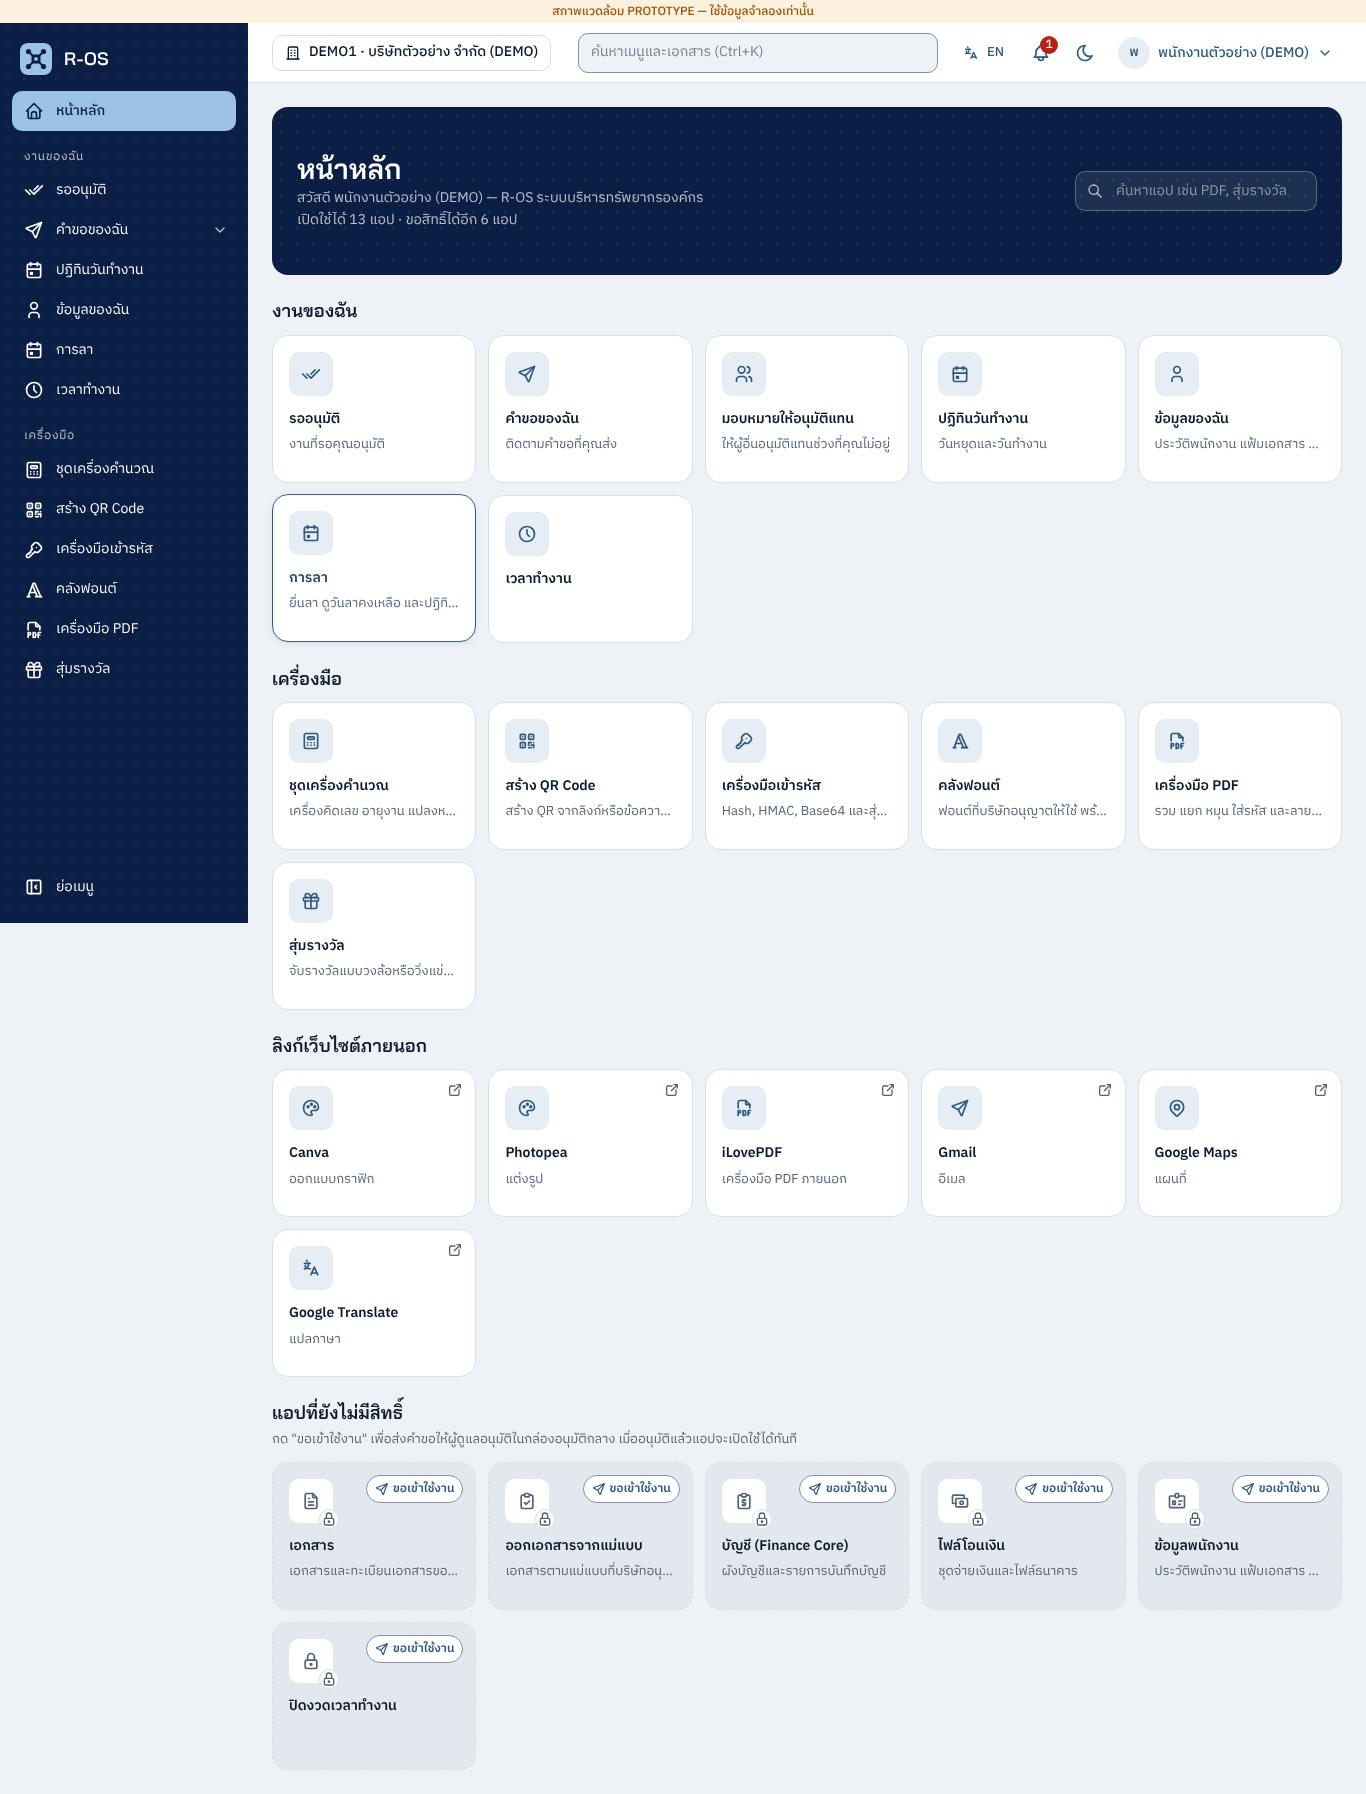 สภาพแวดล้อม PROTOTYPE — ใช้ข้อมูลจำลองเท่านั้น
R-OS
DEMO1 · บริษัทตัวอย่าง จำกัด (DEMO)
ค้นหาเมนูและเอกสาร (Ctrl+K)
EN
1
พ
พนักงานตัวอย่าง (DEMO)
หน้าหลัก
งานของฉัน
รออนุมัติ
คำขอของฉัน
ปฏิทินวันทำงาน
ข้อมูลของฉัน
การลา
เวลาทำงาน
เครื่องมือ
ชุดเครื่องคำนวณ
สร้าง QR Code
เครื่องมือเข้ารหัส
คลังฟอนต์
เครื่องมือ PDF
สุ่มรางวัล
ย่อเมนู
หน้าหลัก
สวัสดี พนักงานตัวอย่าง (DEMO) — R-OS ระบบบริหารทรัพยากรองค์กร
เปิดใช้ได้ 13 แอป · ขอสิทธิ์ได้อีก 6 แอป
ค้นหาแอป เช่น PDF, สุ่มรางวัล
งานของฉัน
รออนุมัติ
งานที่รอคุณอนุมัติ
คำขอของฉัน
ติดตามคำขอที่คุณส่ง
มอบหมายให้อนุมัติแทน
ให้ผู้อื่นอนุมัติแทนช่วงที่คุณไม่อยู่
ปฏิทินวันทำงาน
วันหยุดและวันทำงาน
ข้อมูลของฉัน
ประวัติพนักงาน แฟ้มเอกสาร ...
การลา
ยื่นลา ดูวันลาคงเหลือ และปฏิทิ...
เวลาทำงาน
เครื่องมือ
ชุดเครื่องคำนวณ
เครื่องคิดเลข อายุงาน แปลงห...
สร้าง QR Code
สร้าง QR จากลิงก์หรือข้อควา...
เครื่องมือเข้ารหัส
Hash, HMAC, Base64 และสุ่...
คลังฟอนต์
ฟอนต์ที่บริษัทอนุญาตให้ใช้ พร้...
เครื่องมือ PDF
รวม แยก หมุน ใส่รหัส และลาย...
สุ่มรางวัล
จับรางวัลแบบวงล้อหรือวิ่งแข่...
ลิงก์เว็บไซต์ภายนอก
Canva
ออกแบบกราฟิก
Photopea
แต่งรูป
iLovePDF
เครื่องมือ PDF ภายนอก
Gmail
อีเมล
Google Maps
แผนที่
Google Translate
แปลภาษา
แอปที่ยังไม่มีสิทธิ์
กด "ขอเข้าใช้งาน" เพื่อส่งคำขอให้ผู้ดูแลอนุมัติในกล่องอนุมัติกลาง เมื่ออนุมัติแล้วแอปจะเปิดใช้ได้ทันที
ขอเข้าใช้งาน
เอกสาร
เอกสารและทะเบียนเอกสารขอ...
ขอเข้าใช้งาน
ออกเอกสารจากแม่แบบ
เอกสารตามแม่แบบที่บริษัทอนุ...
ขอเข้าใช้งาน
บัญชี (Finance Core)
ผังบัญชีและรายการบันทึกบัญชี
ขอเข้าใช้งาน
ไฟล์โอนเงิน
ชุดจ่ายเงินและไฟล์ธนาคาร
ขอเข้าใช้งาน
ข้อมูลพนักงาน
ประวัติพนักงาน แฟ้มเอกสาร ...
ขอเข้าใช้งาน
ปิดงวดเวลาทำงาน